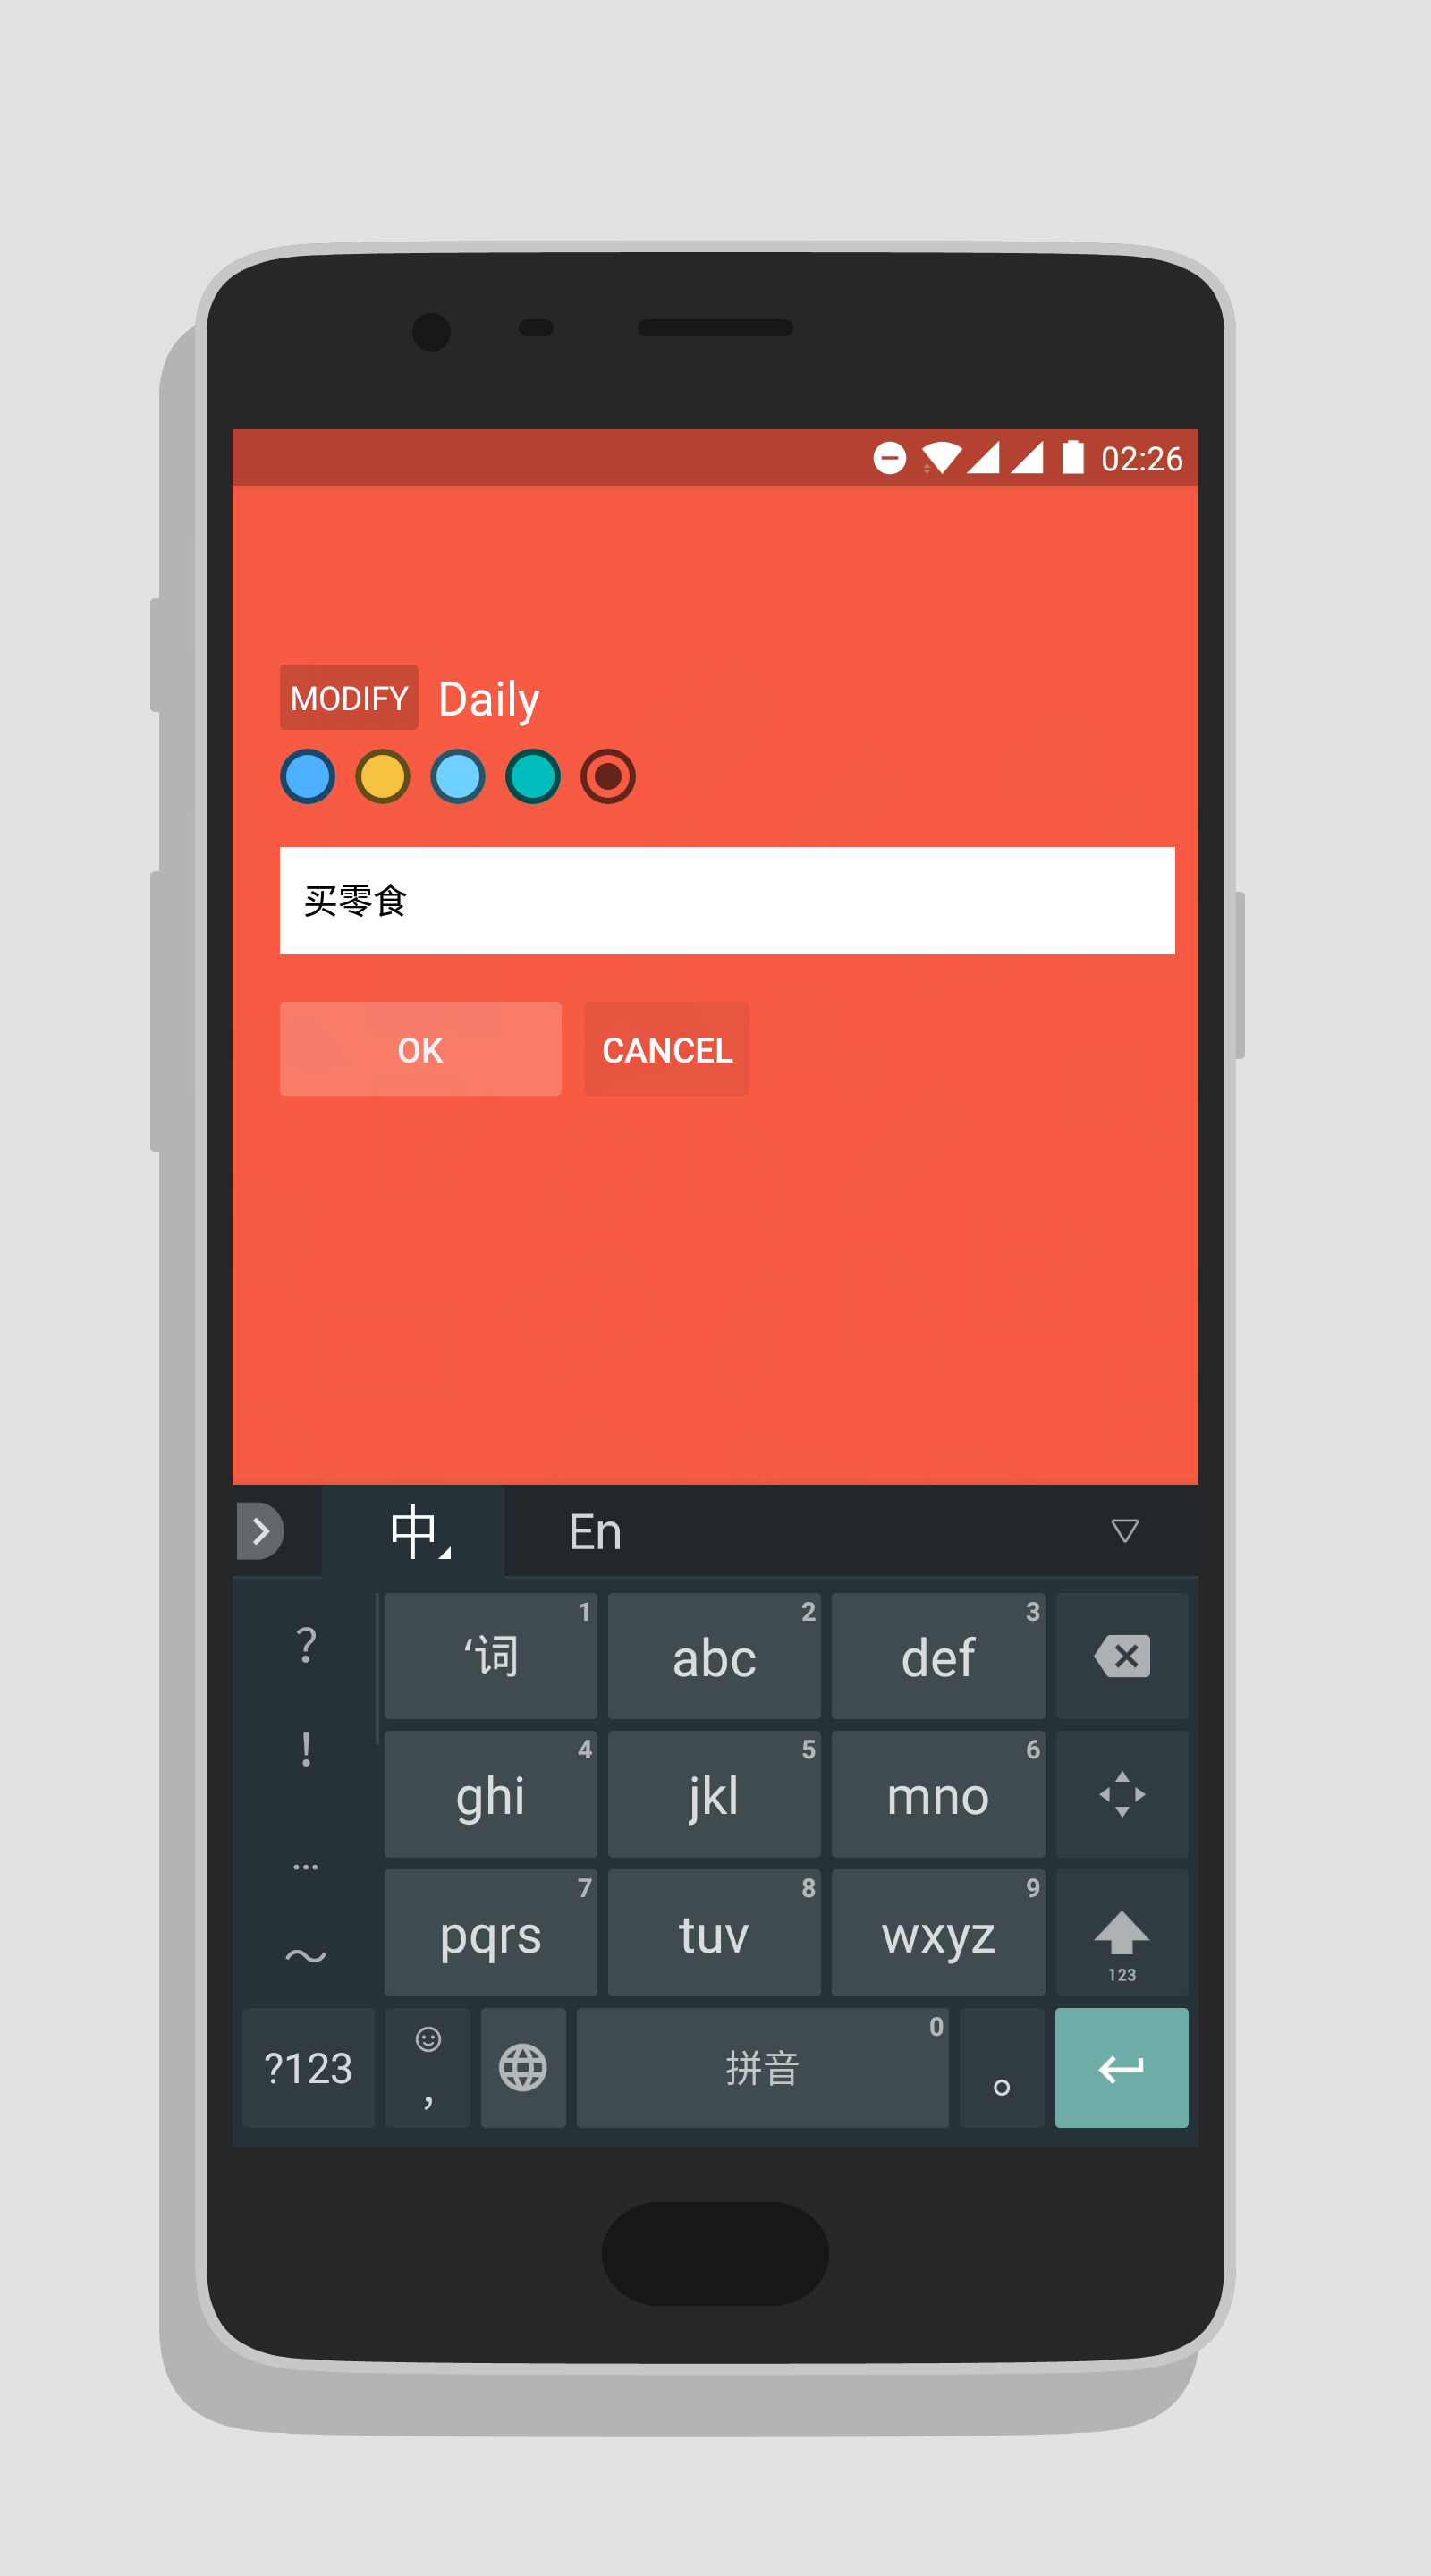 02:26
MODIFY Daily
买零食
OK CANCEL
中 En
? 1 ‘词 2 abc 3 def
! 4 ghi 5 jkl 6 mno
… 7 pqrs 8 tuv 9 wxyz 123
～
?123 , 0 拼音 。